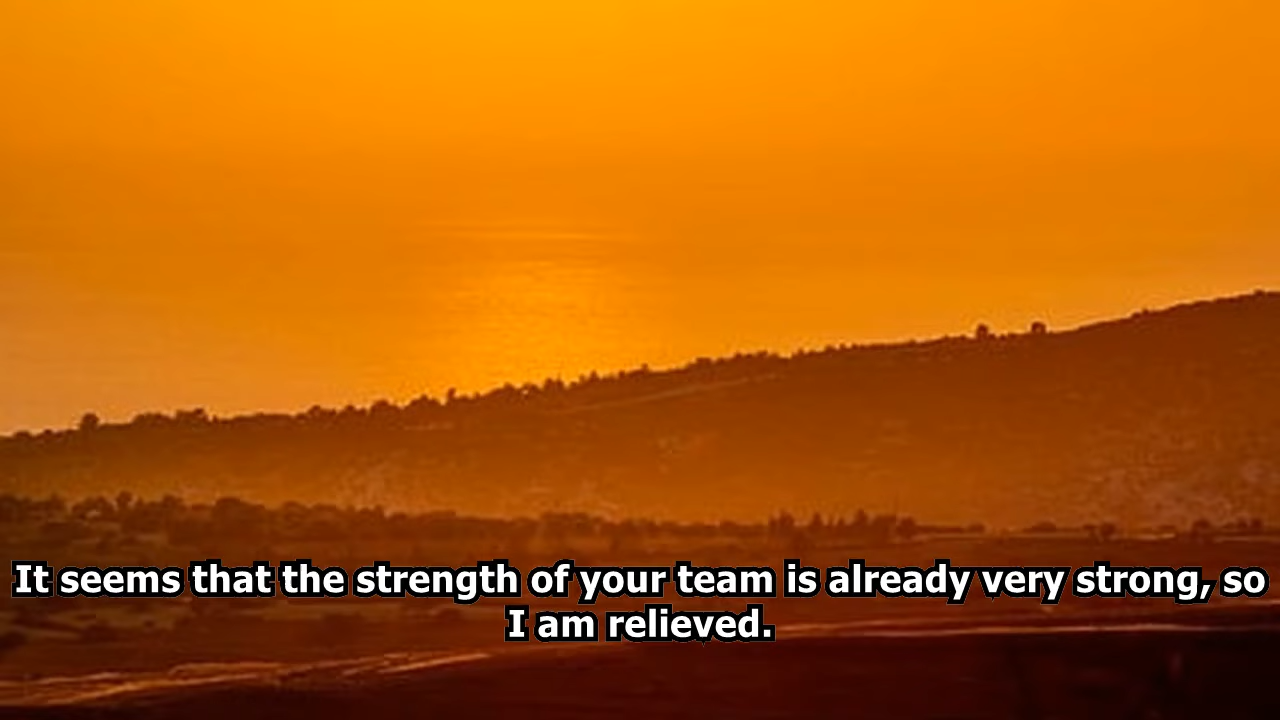 It seems that the strength of your team is already very strong, so
I am relieved.